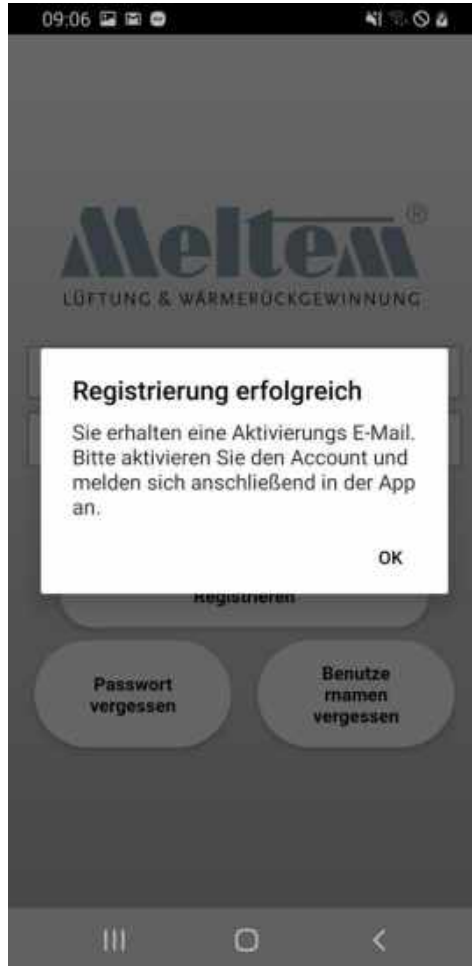 09:06
Meltem®
LÜFTUNG & WÄRMERÜCKGEWINNUNG
Registrierung erfolgreich
Sie erhalten eine Aktivierungs E-Mail.
Bitte aktivieren Sie den Account und
melden sich anschließend in der App
an.
OK
Registrieren
Passwort
vergessen
Benutze
rnamen
vergessen